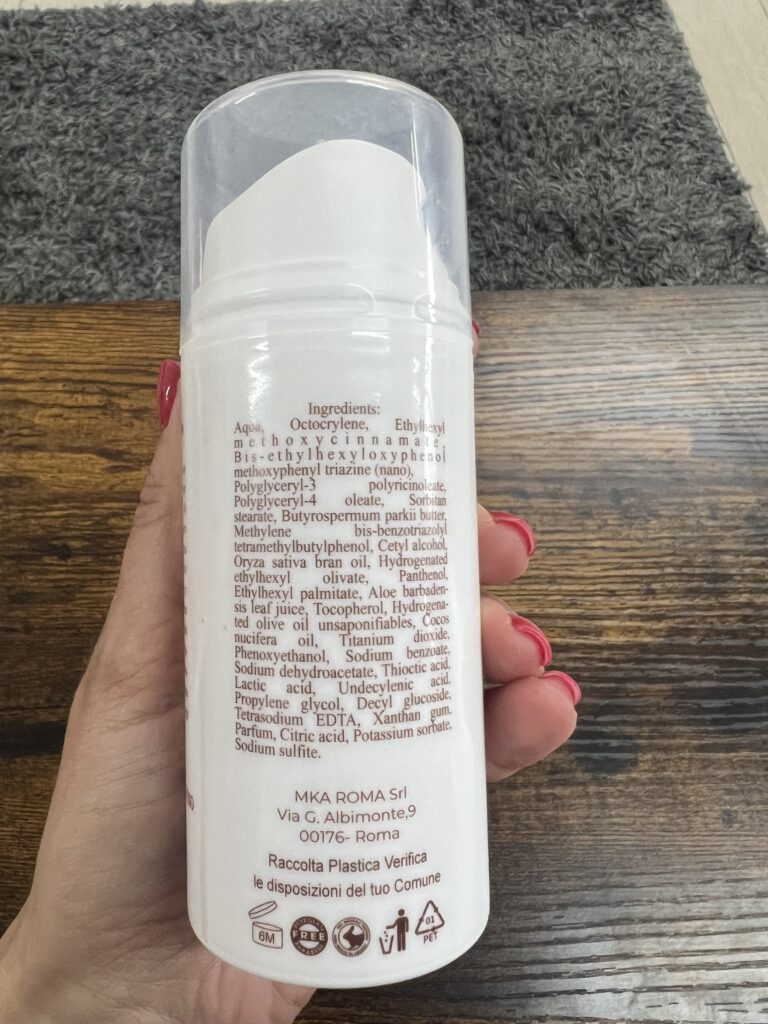 Ingredients:
Aqua, Octocrylene, Ethylhexyl
methoxycinnamate,
Bis-ethylhexyloxyphenol
methoxyphenyl triazine (nano),
Polyglyceryl-3 polyricinoleate,
Polyglyceryl-4 oleate, Sorbitan
stearate, Butyrospermum parkii butter,
Methylene bis-benzotriazolyl
tetramethylbutylphenol, Cetyl alcohol,
Oryza sativa bran oil, Hydrogenated
ethylhexyl olivate, Panthenol,
Ethylhexyl palmitate, Aloe barbaden-
sis leaf juice, Tocopherol, Hydrogena-
ted olive oil unsaponifiables, Cocos
nucifera oil, Titanium dioxide,
Phenoxyethanol, Sodium benzoate,
Sodium dehydroacetate, Thioctic acid,
Lactic acid, Undecylenic acid,
Propylene glycol, Decyl glucoside,
Tetrasodium EDTA, Xanthan gum,
Parfum, Citric acid, Potassium sorbate,
Sodium sulfite.
MKA ROMA Srl
Via G. Albimonte,9
00176- Roma
Raccolta Plastica Verifica
le disposizioni del tuo Comune
6M
FREE
01
PET